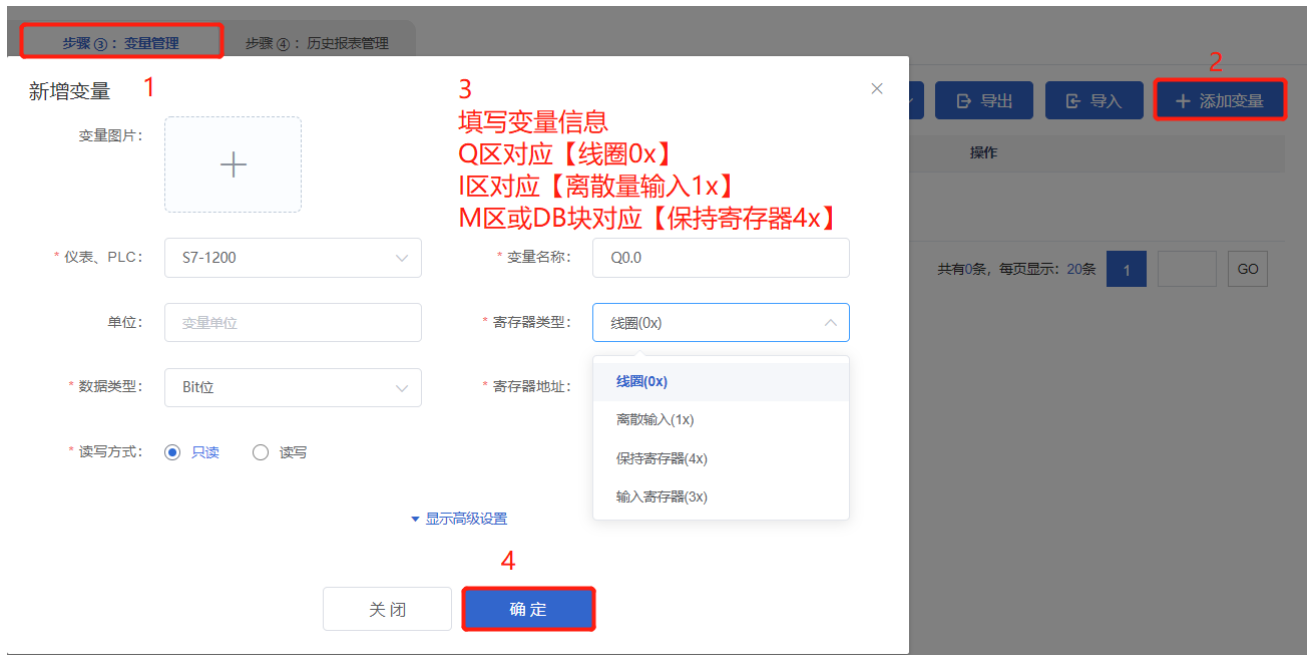 步骤③：变量管理
步骤④：历史报表管理
1
2
导出
导入
添加变量
新增变量
3
填写变量信息
Q区对应【线圈0x】
I区对应【离散量输入1x】
M区或DB块对应【保持寄存器4x】
操作
变量图片：
* 仪表、PLC： S7-1200
* 变量名称： Q0.0
共有0条，每页显示：20条 1 GO
单位： 变量单位
* 寄存器类型： 线圈(0x)
* 数据类型： Bit位
* 寄存器地址：
线圈(0x)
离散输入(1x)
保持寄存器(4x)
输入寄存器(3x)
* 读写方式： 只读 读写
显示高级设置
4
关闭
确定